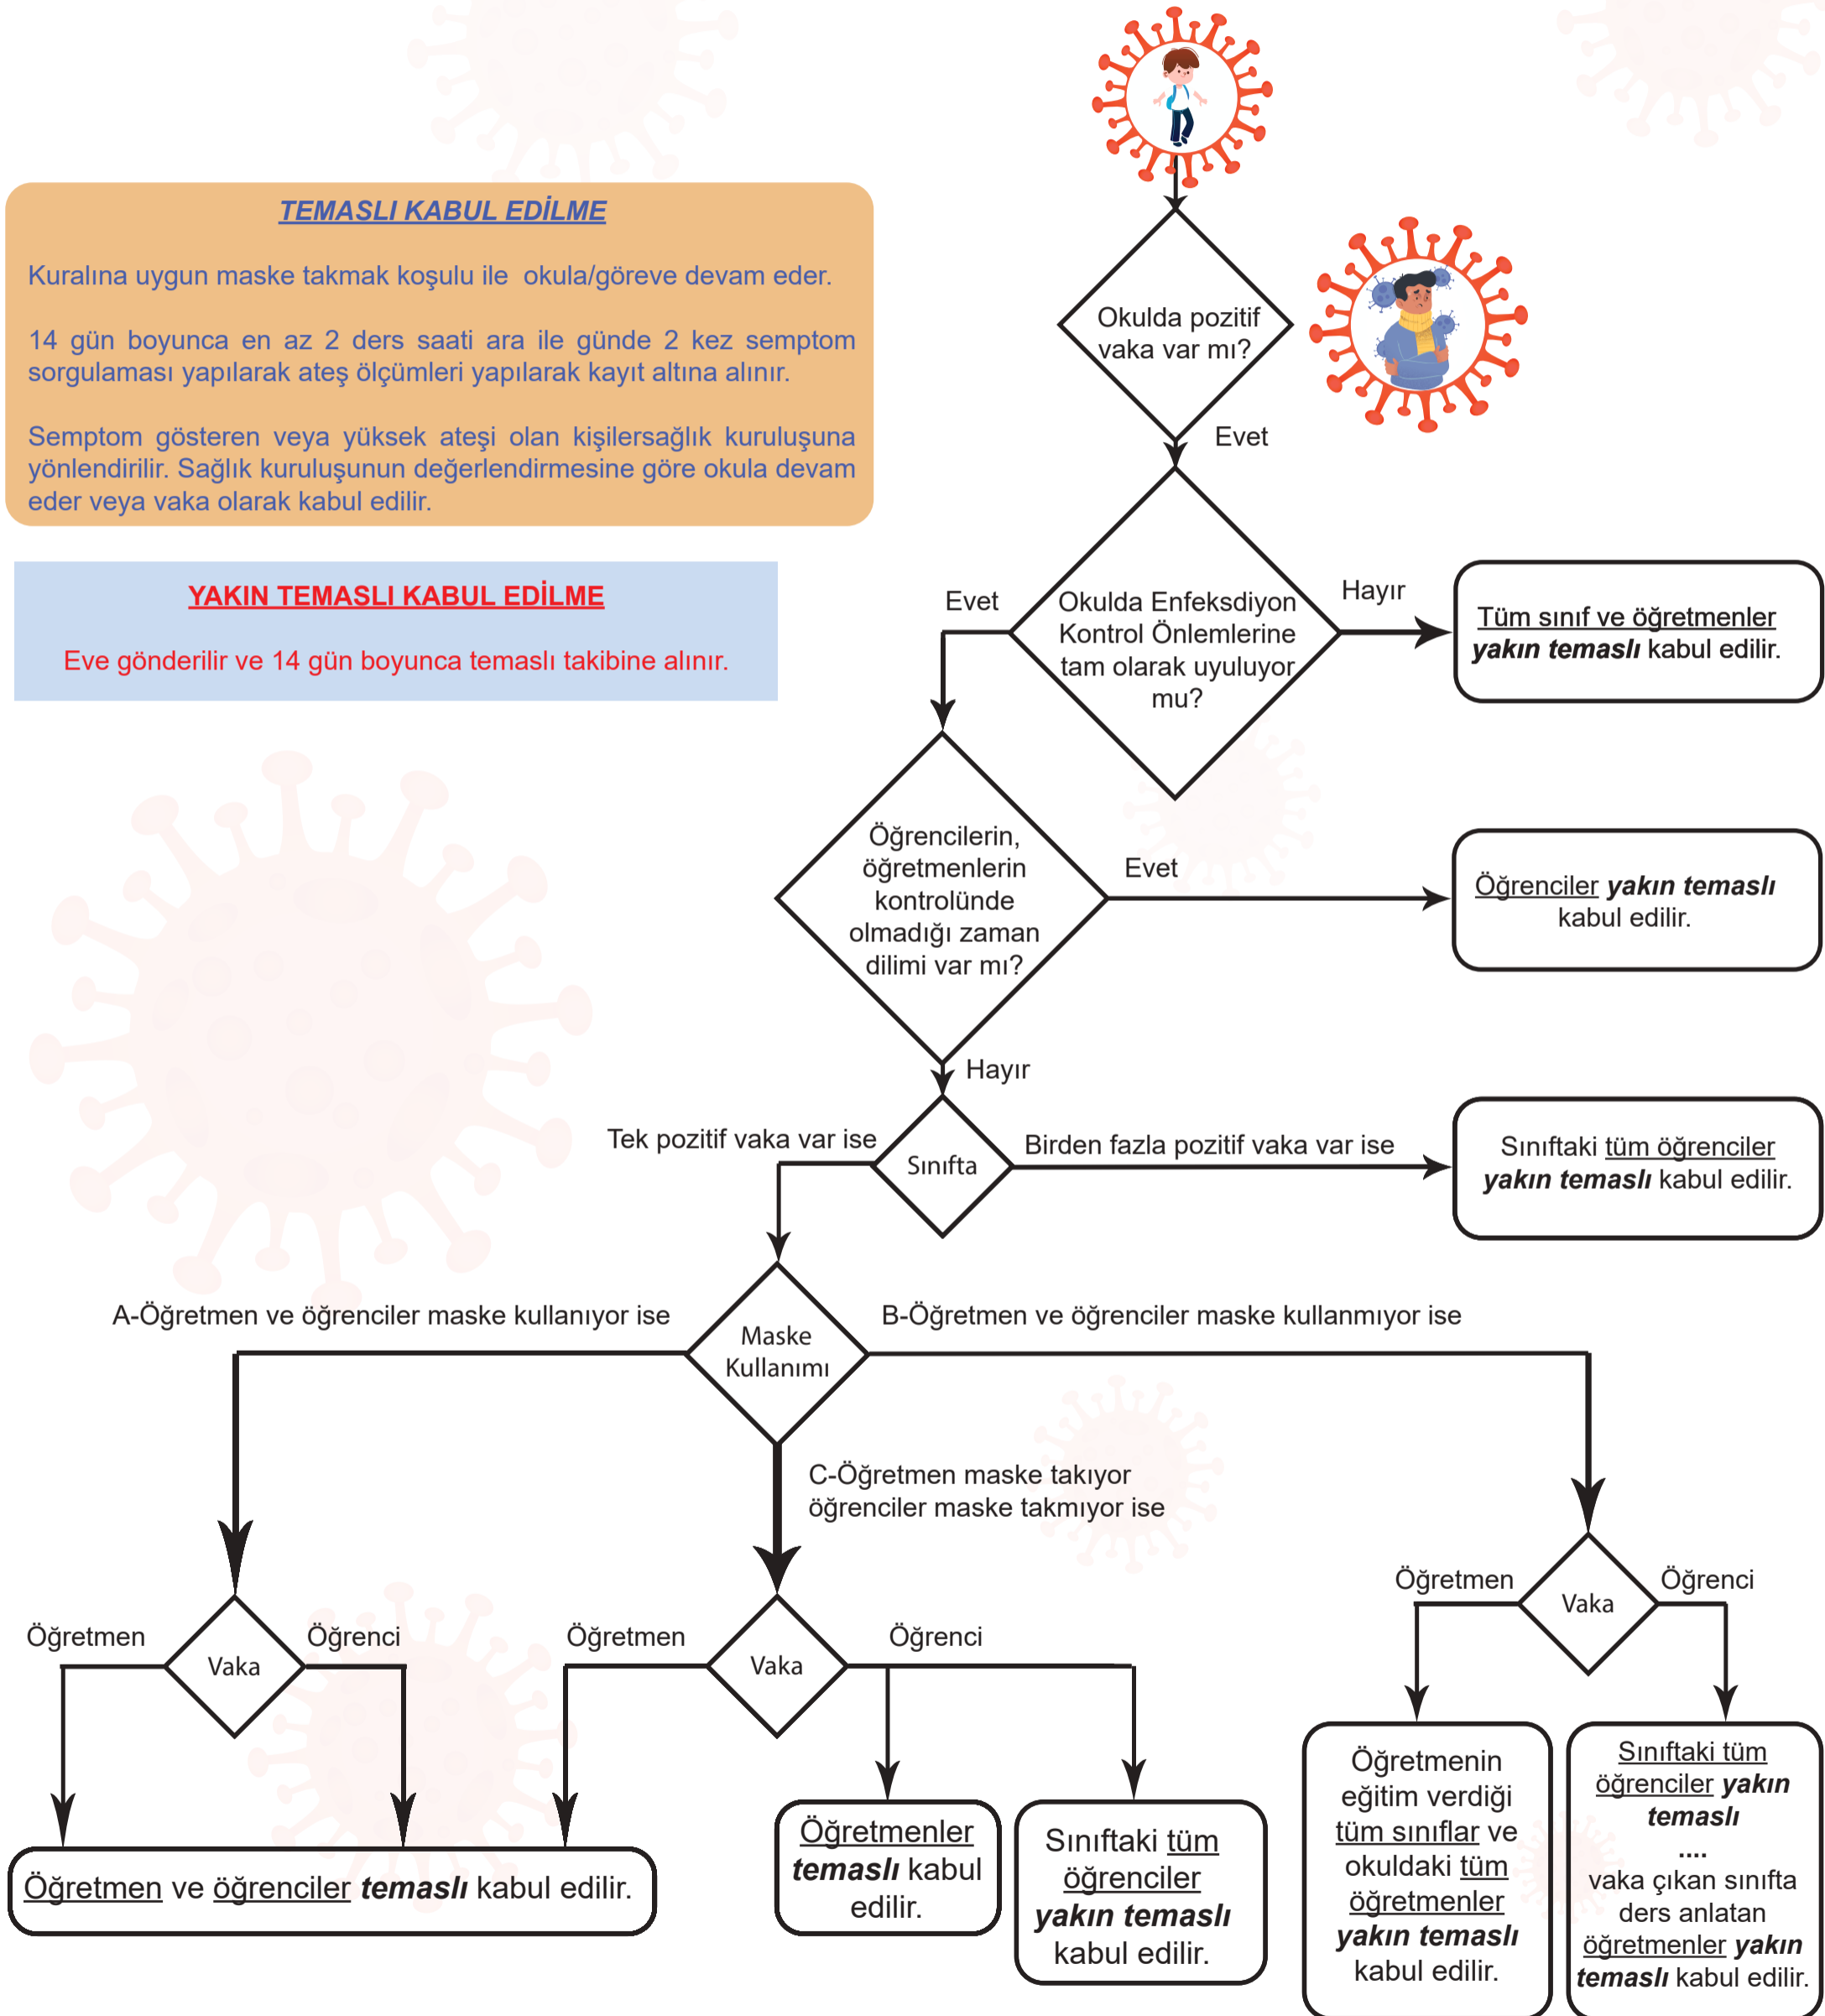 TEMASLI KABUL EDİLME
Kuralına uygun maske takmak koşulu ile okula/göreve devam eder.
14 gün boyunca en az 2 ders saati ara ile günde 2 kez semptom
sorgulaması yapılarak ateş ölçümleri yapılarak kayıt altına alınır.
Semptom gösteren veya yüksek ateşi olan kişilersağlık kuruluşuna
yönlendirilir. Sağlık kuruluşunun değerlendirmesine göre okula devam
eder veya vaka olarak kabul edilir.
YAKIN TEMASLI KABUL EDİLME
Eve gönderilir ve 14 gün boyunca temaslı takibine alınır.
Okulda pozitif
vaka var mı?
Evet
Okulda Enfeksdiyon
Kontrol Önlemlerine
tam olarak uyuluyor
mu?
Hayır
Tüm sınıf ve öğretmenler
yakın temaslı kabul edilir.
Evet
Öğrencilerin,
öğretmenlerin
kontrolünde
olmadığı zaman
dilimi var mı?
Evet
Öğrenciler yakın temaslı
kabul edilir.
Hayır
Sınıfta
Tek pozitif vaka var ise
Birden fazla pozitif vaka var ise
Sınıftaki tüm öğrenciler
yakın temaslı kabul edilir.
Maske
Kullanımı
A-Öğretmen ve öğrenciler maske kullanıyor ise
B-Öğretmen ve öğrenciler maske kullanmıyor ise
C-Öğretmen maske takıyor
öğrenciler maske takmıyor ise
Öğretmen
Vaka
Öğrenci
Öğretmen
Vaka
Öğrenci
Öğretmen
Vaka
Öğrenci
Öğretmen ve öğrenciler temaslı kabul edilir.
Öğretmenler
temaslı kabul
edilir.
Sınıftaki tüm
öğrenciler
yakın temaslı
kabul edilir.
Öğretmenin
eğitim verdiği
tüm sınıflar ve
okuldaki tüm
öğretmenler
yakın temaslı
kabul edilir.
Sınıftaki tüm
öğrenciler yakın
temaslı
....
vaka çıkan sınıfta
ders anlatan
öğretmenler yakın
temaslı kabul edilir.